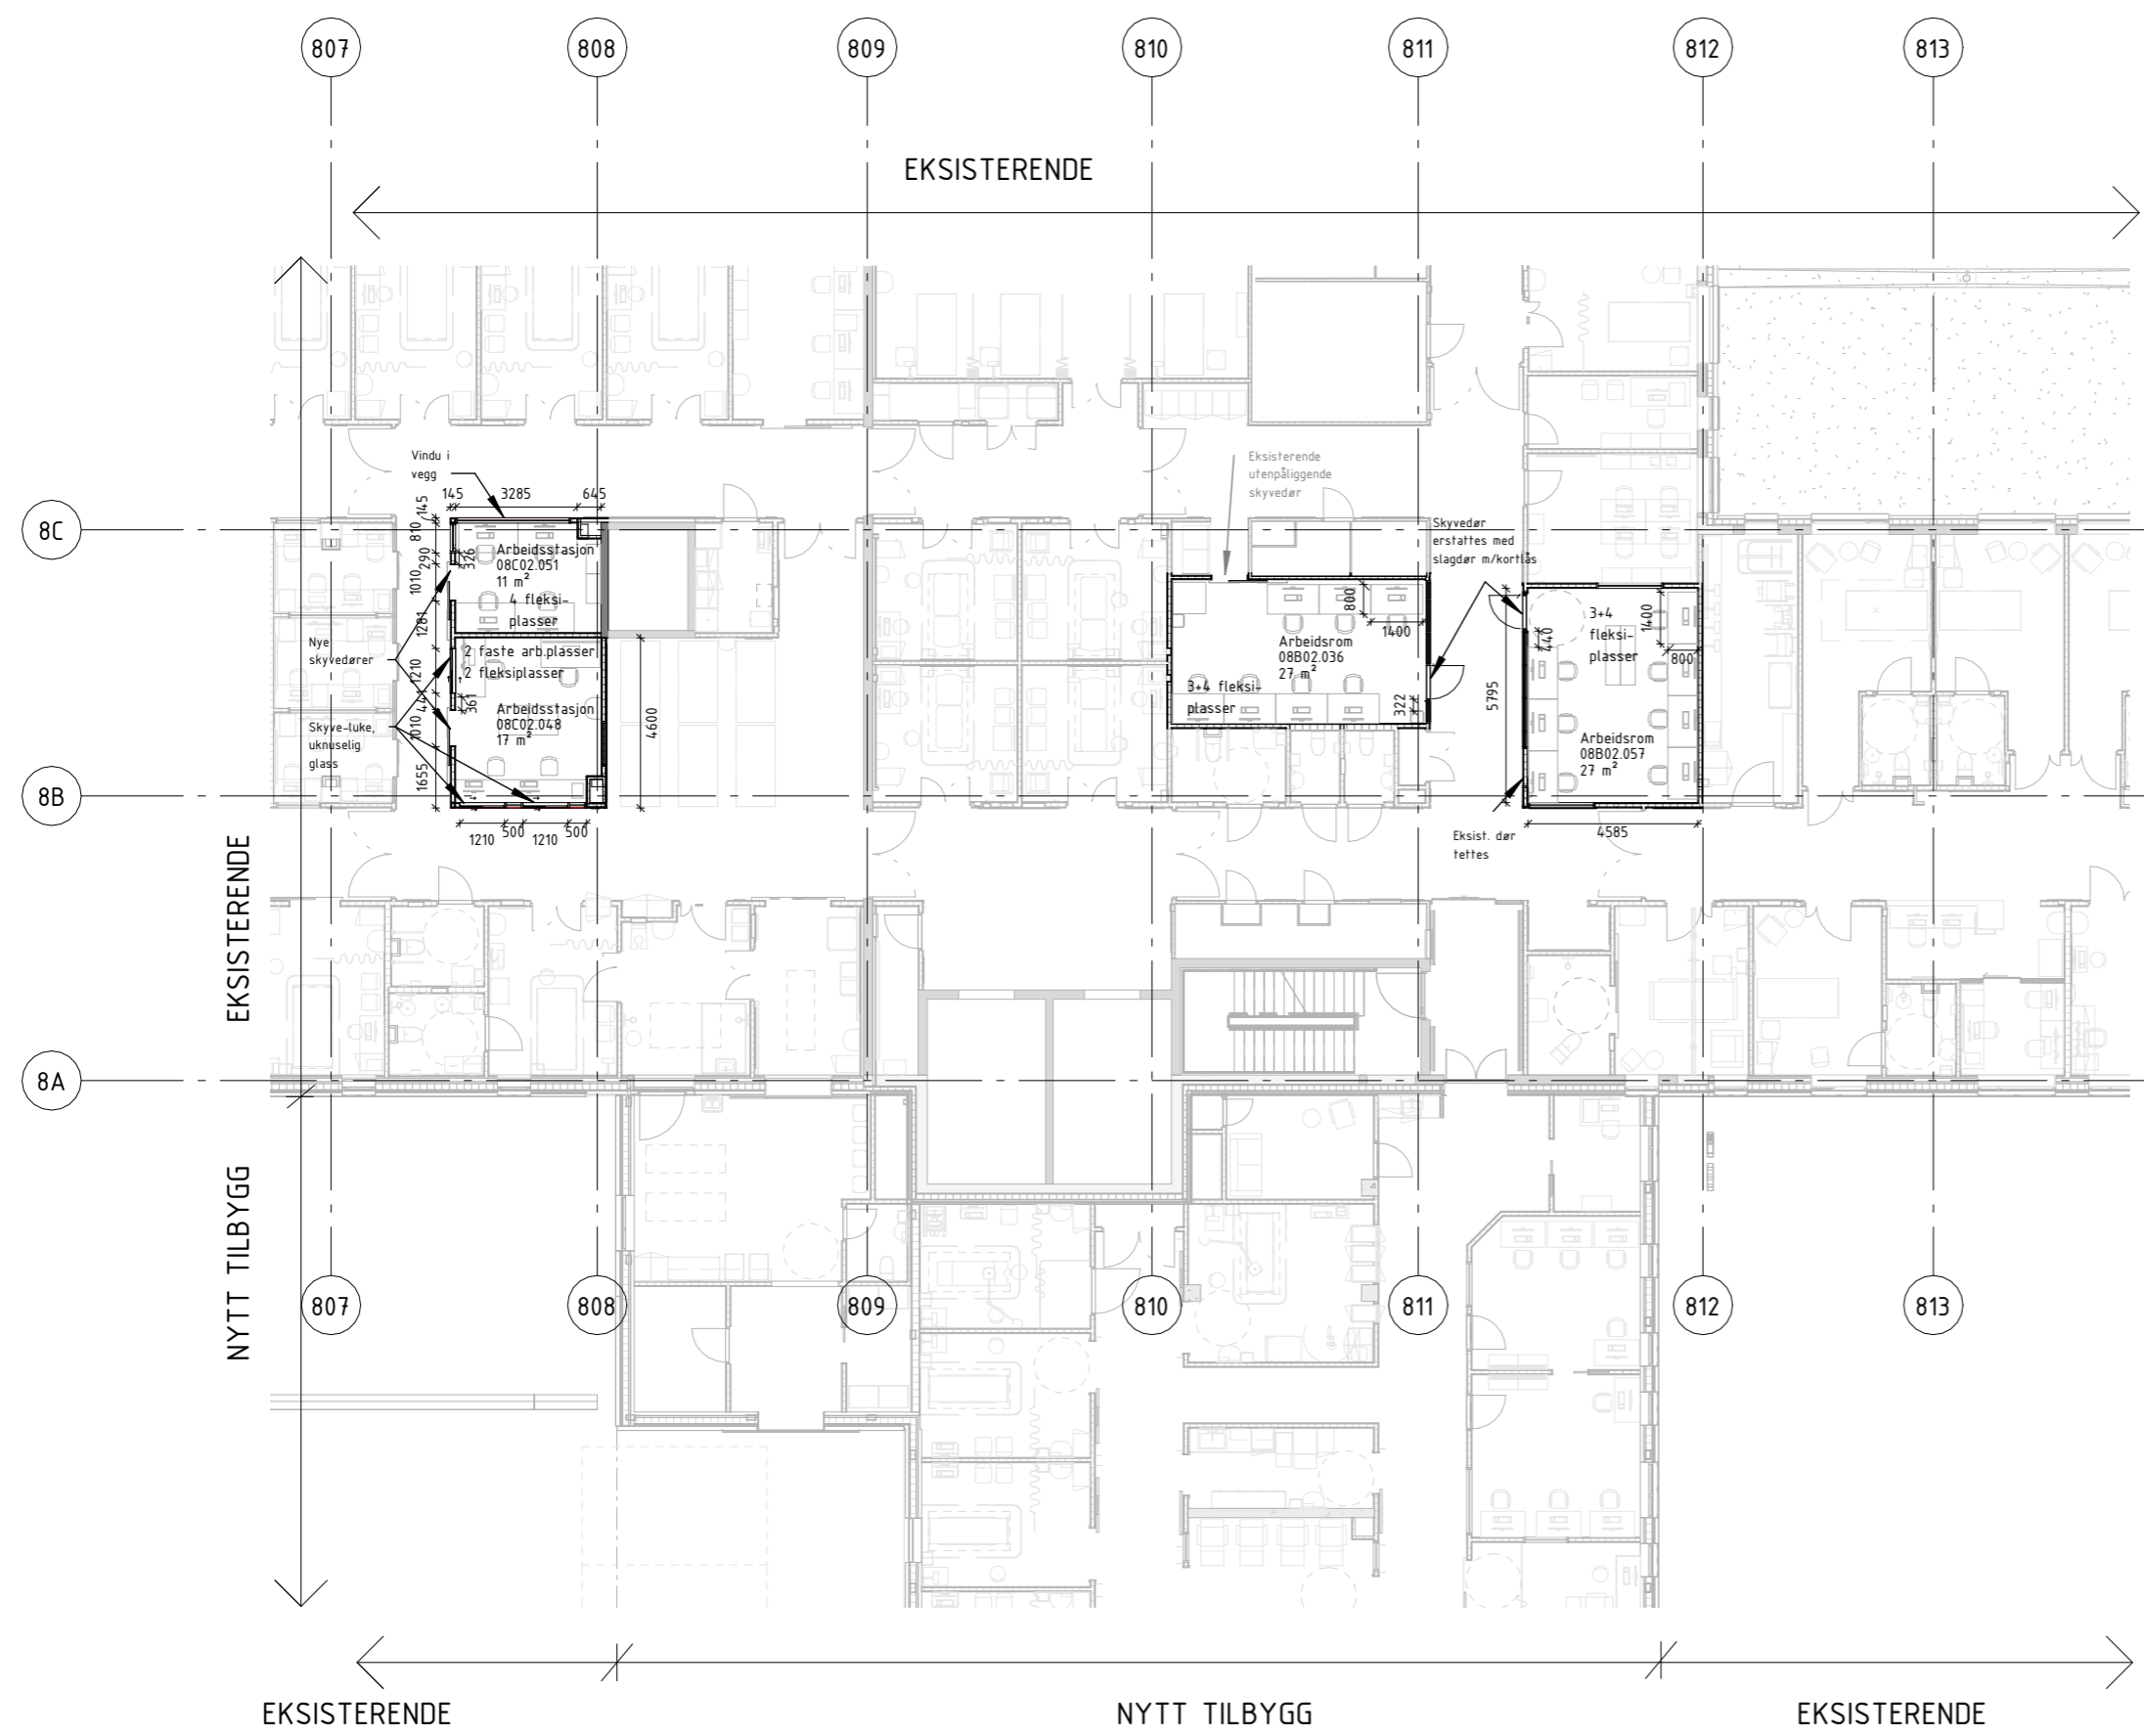 807
808
809
810
811
812
813
EKSISTERENDE
Vindu i
vegg
Eksisterende
utenpåliggende
skyvedør
145
3285
645
8C
145
810
290
326
1010
1281
1210
441
361
1010
1655
Arbeidsstasjon
08C02.051
11 m²
4 fleksi-
plasser
Nye
skyvedører
2 faste arb.plasser
2 fleksiplasser
Arbeidsstasjon
08C02.048
17 m²
Skyve-luke,
uknuselig
glass
4600
1210
500
1210
500
Skyvedør
erstattes med
slagdør m/kortlås
800
1400
Arbeidsrom
08B02.036
27 m²
3+4 fleksi-
plasser
322
5795
440
3+4
fleksi-
plasser
1400
800
Arbeidsrom
08B02.057
27 m²
4585
Eksist. dør
tettes
8B
EKSISTERENDE
8A
NYTT TILBYGG
807
808
809
810
811
812
813
EKSISTERENDE
NYTT TILBYGG
EKSISTERENDE